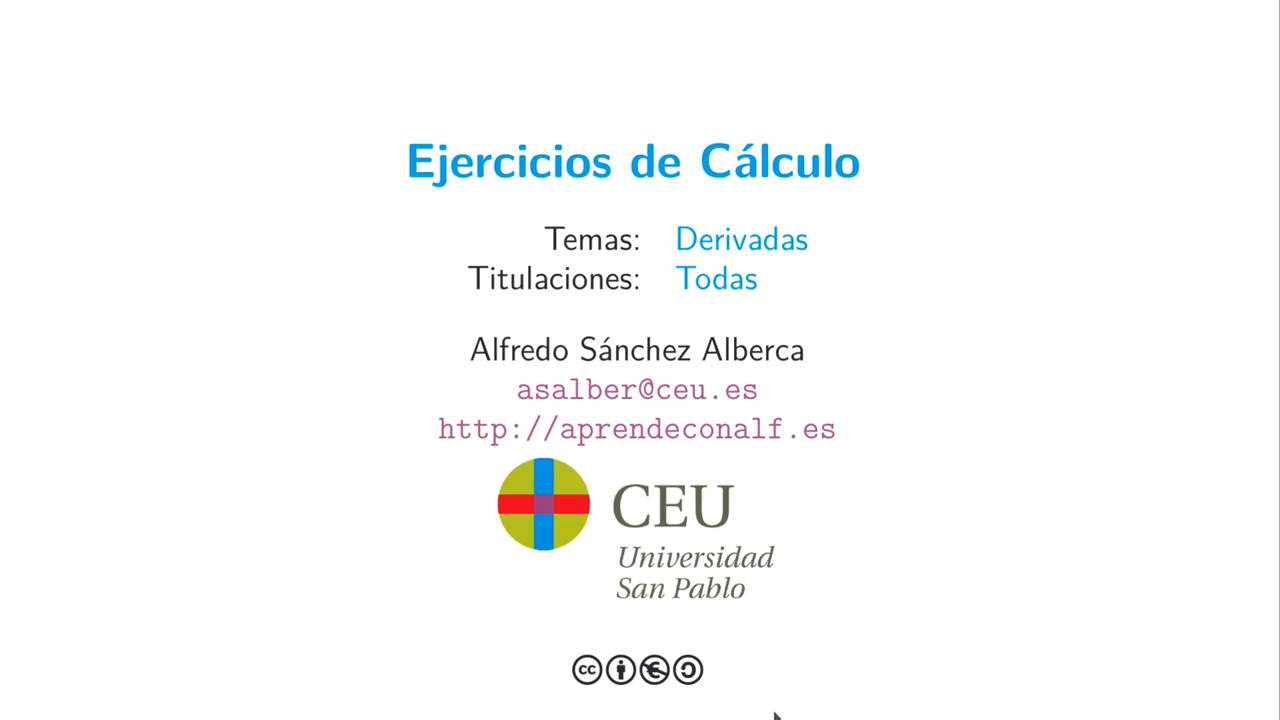 Ejercicios de Cálculo
Temas: Derivadas
Titulaciones: Todas
Alfredo Sánchez Alberca
asalber@ceu.es
http://aprendeconalf.es
CEU
Universidad
San Pablo
cc